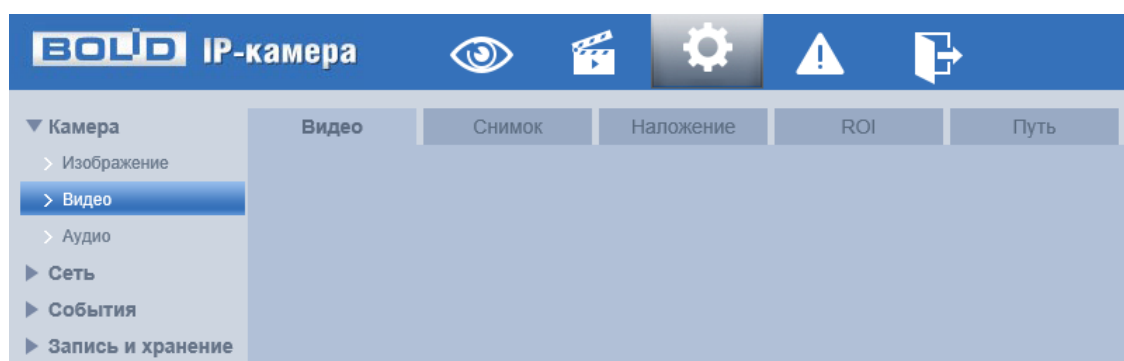 BOLID IP-камера
Камера
Видео Снимок Наложение ROI Путь
Изображение
Видео
Аудио
Сеть
События
Запись и хранение